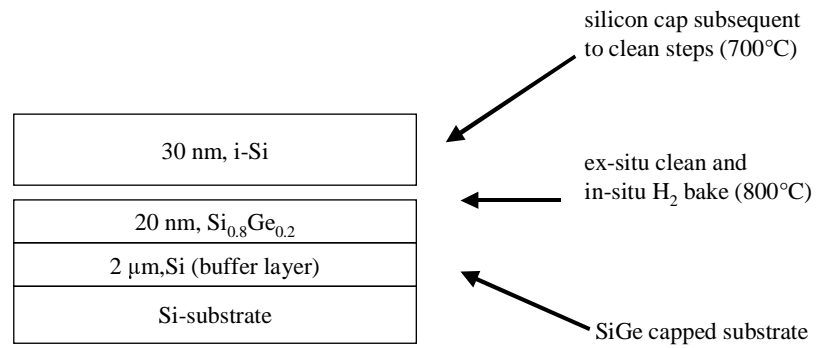 silicon cap subsequent
to clean steps (700°C)
30 nm, i-Si
ex-situ clean and
in-situ H₂ bake (800°C)
20 nm, Si₀.₈Ge₀.₂
2 μm,Si (buffer layer)
Si-substrate
SiGe capped substrate